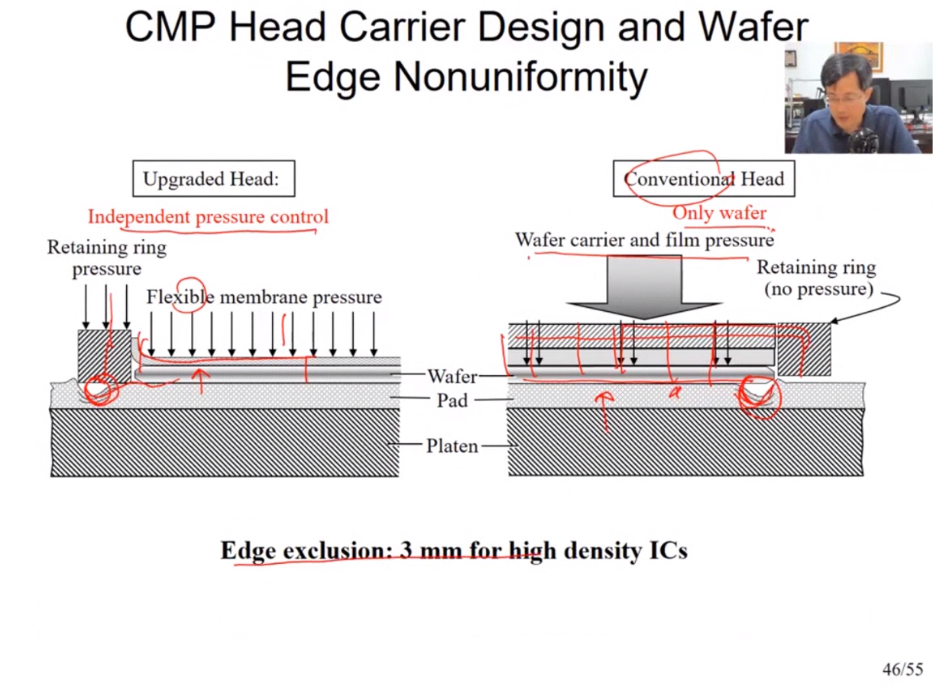 CMP Head Carrier Design and Wafer
Edge Nonuniformity
Upgraded Head:
Independent pressure control
Retaining ring
pressure
Flexible membrane pressure
Conventional Head
Only wafer
Wafer carrier and film pressure
Retaining ring
(no pressure)
Wafer
Pad
Platen
Edge exclusion: 3 mm for high density ICs
46/55